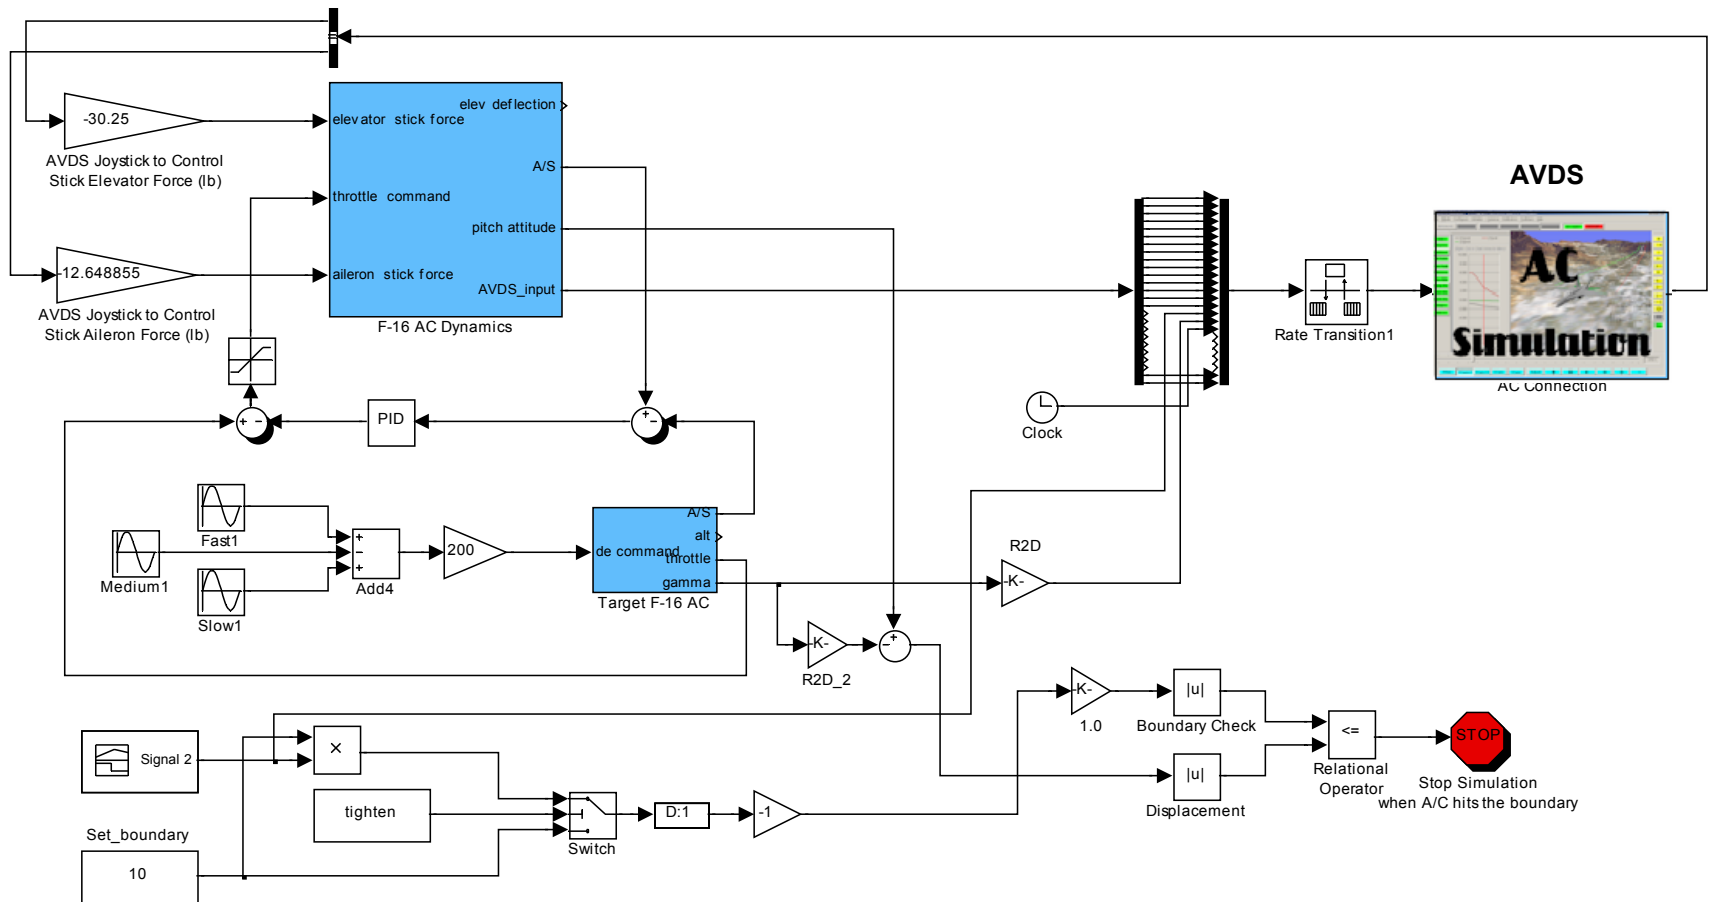 -30.25
AVDS Joystick to Control
Stick Elevator Force (lb)
elevator stick force
elev deflection
A/S
throttle command
pitch attitude
aileron stick force
AVDS_input
F-16 AC Dynamics
-12.648855
AVDS Joystick to Control
Stick Aileron Force (lb)
AVDS
AC
Simulation
AC Connection
Rate Transition1
Clock
+ -
PID
+
-
Fast1
Medium1
Slow1
+
-
+
Add4
200
de command
A/S
alt
throttle
gamma
Target F-16 AC
R2D
-K-
-K-
R2D_2
+
-
-K-
1.0
|u|
Boundary Check
|u|
Displacement
<=
Relational
Operator
STOP
Stop Simulation
when A/C hits the boundary
Signal 2
×
tighten
Switch
D:1
-1
Set_boundary
10